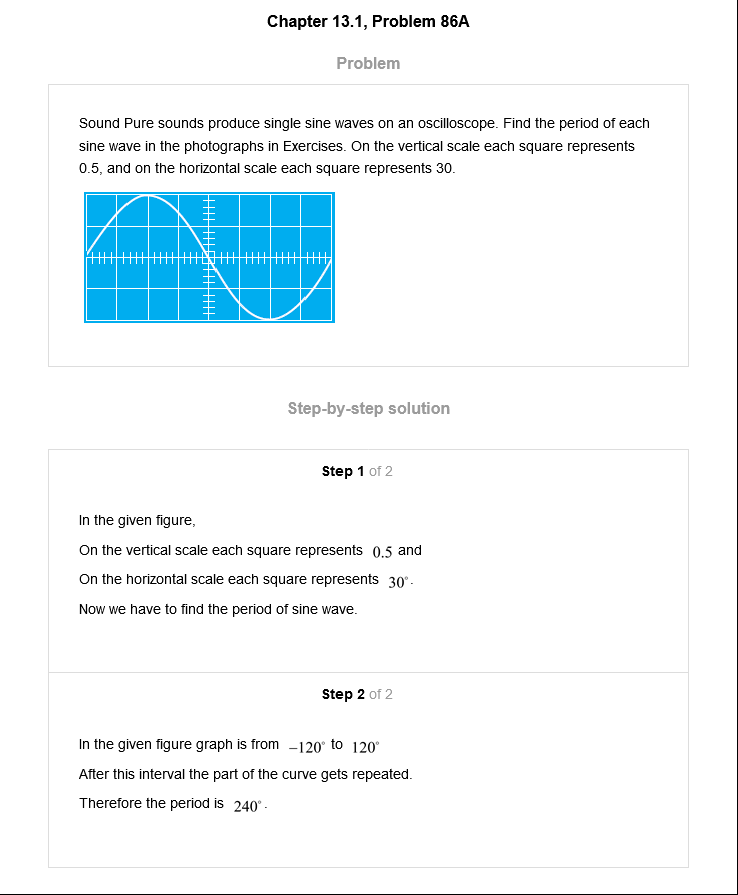 Chapter 13.1, Problem 86A
Problem
Sound Pure sounds produce single sine waves on an oscilloscope. Find the period of each
sine wave in the photographs in Exercises. On the vertical scale each square represents
0.5, and on the horizontal scale each square represents 30.
Step-by-step solution
Step 1 of 2
In the given figure,
On the vertical scale each square represents 0.5 and
On the horizontal scale each square represents 30°.
Now we have to find the period of sine wave.
Step 2 of 2
In the given figure graph is from −120° to 120°
After this interval the part of the curve gets repeated.
Therefore the period is 240°.